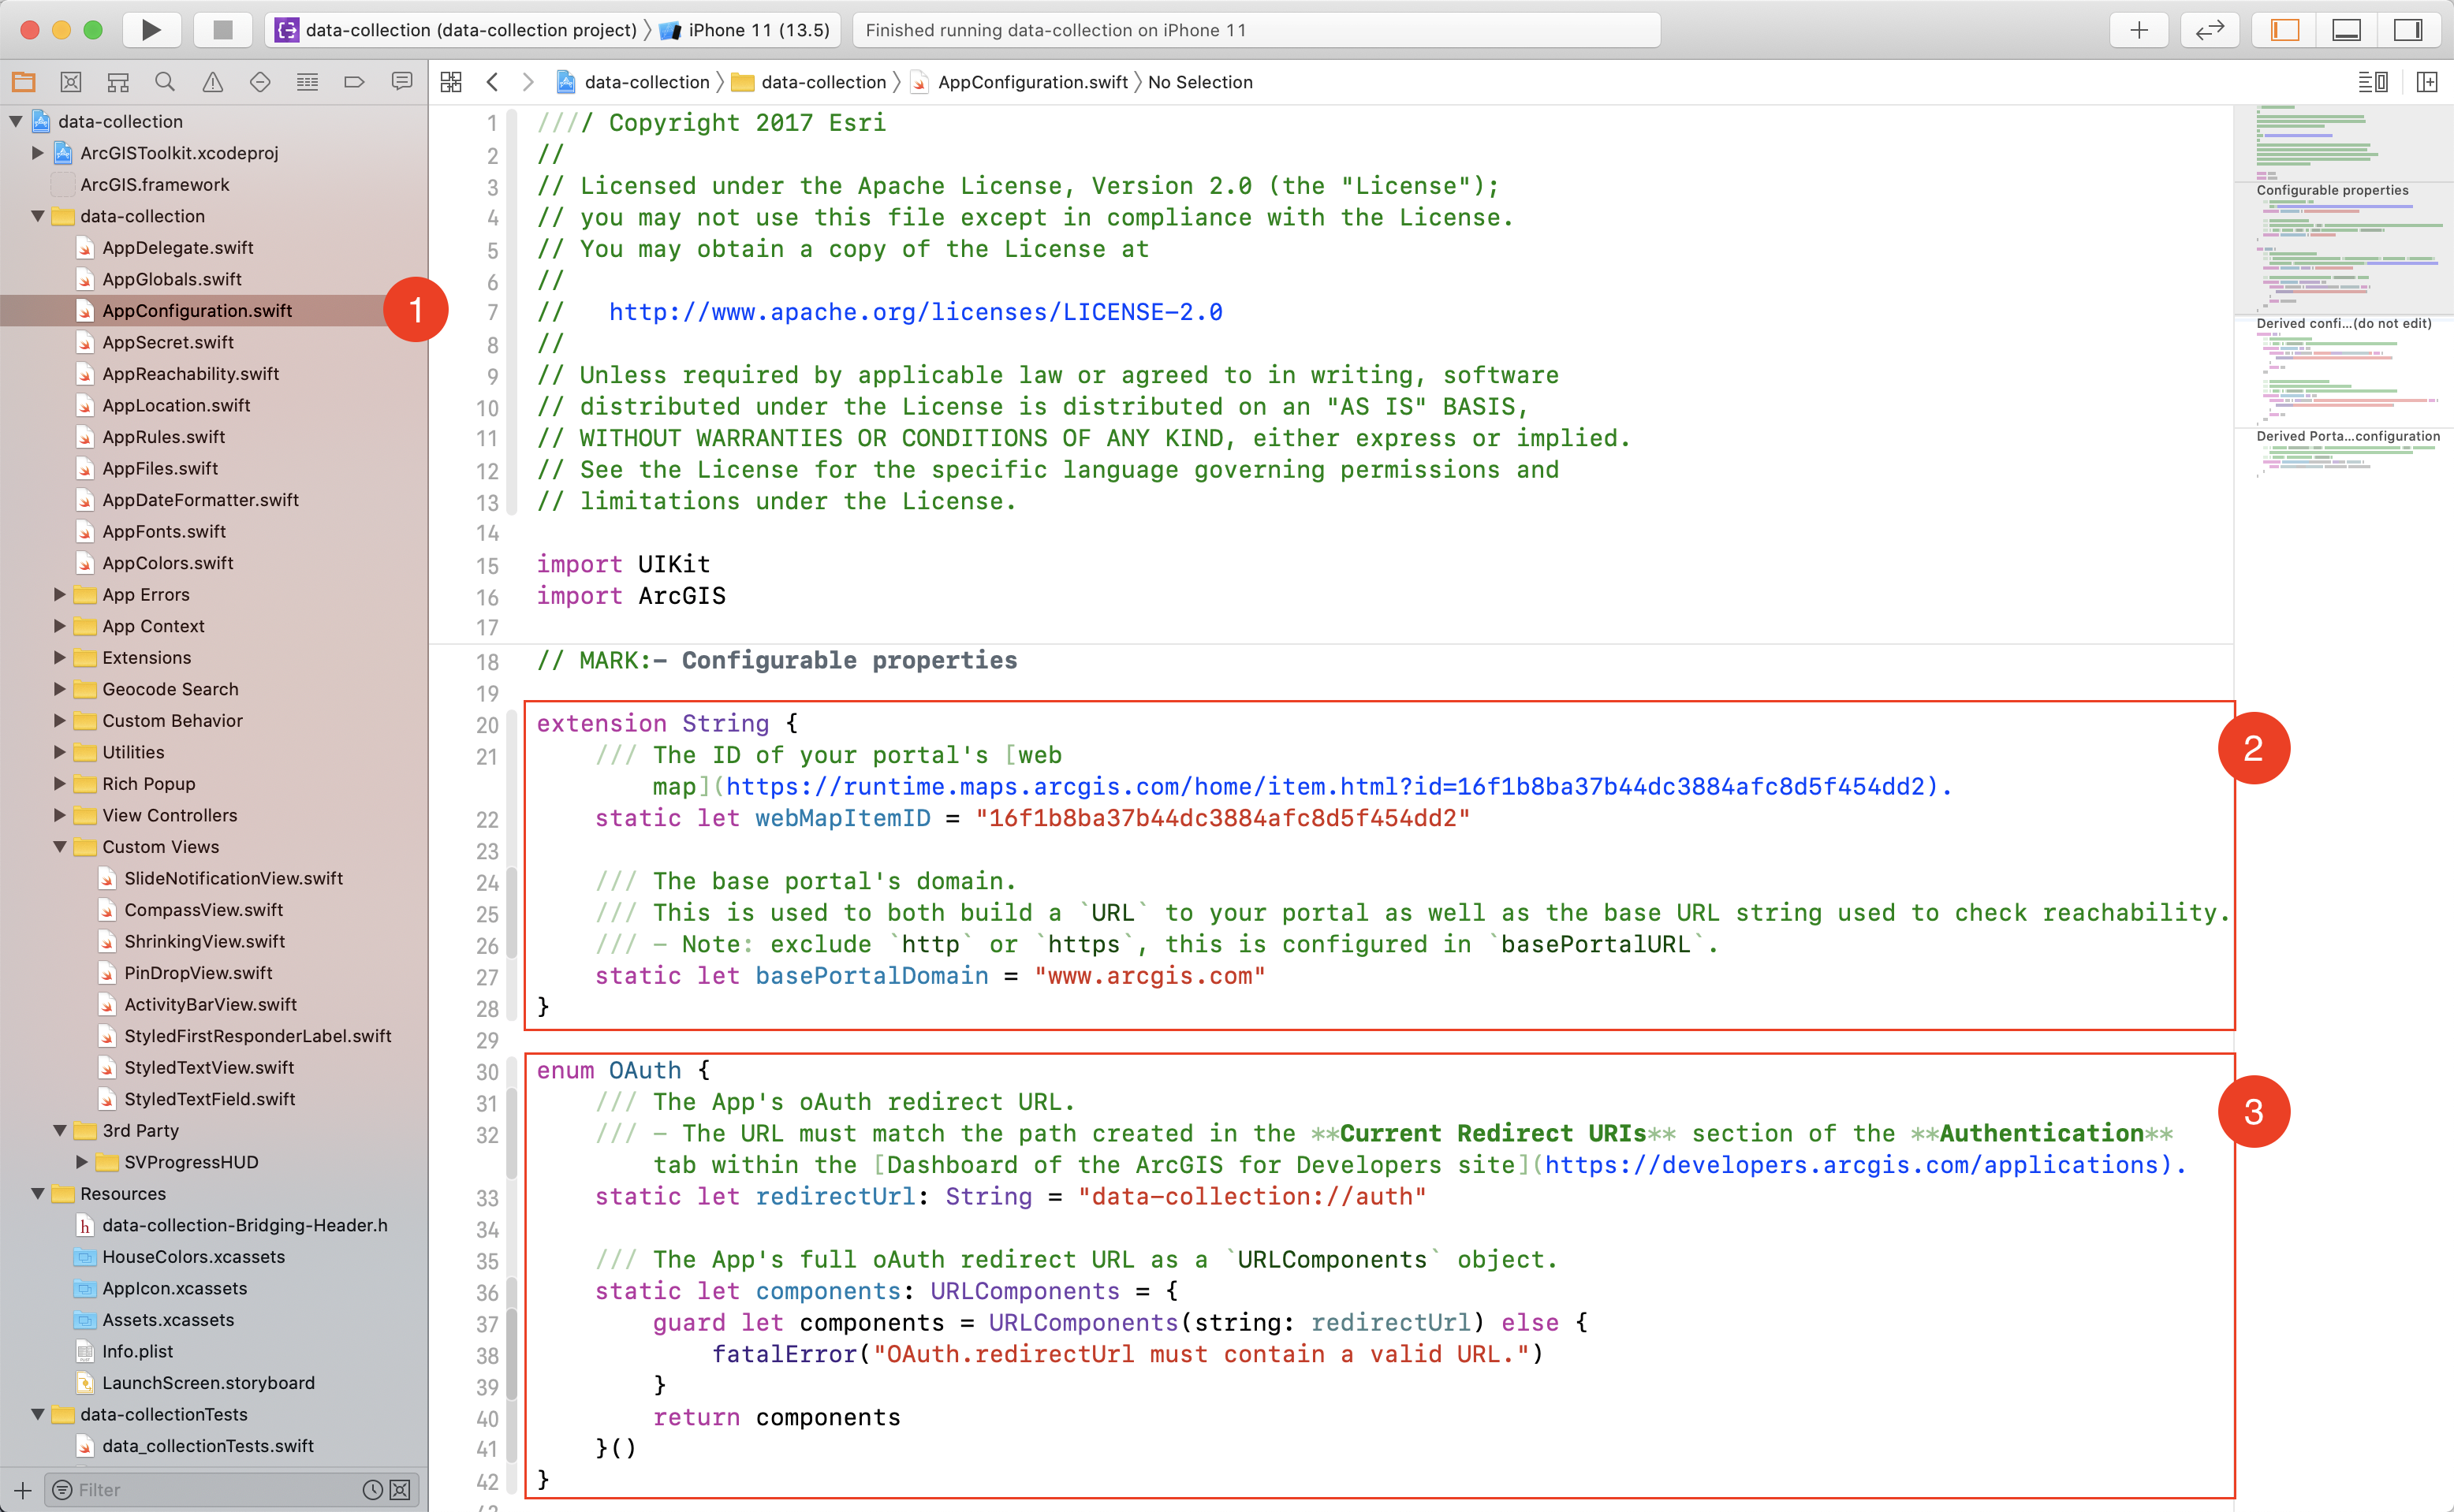 data-collection (data-collection project) 〉 iPhone 11 (13.5)
Finished running data-collection on iPhone 11
data-collection 〉 data-collection 〉 AppConfiguration.swift 〉 No Selection
data-collection
ArcGISToolkit.xcodeproj
ArcGIS.framework
data-collection
AppDelegate.swift
AppGlobals.swift
AppConfiguration.swift
1
AppSecret.swift
AppReachability.swift
AppLocation.swift
AppRules.swift
AppFiles.swift
AppDateFormatter.swift
AppFonts.swift
AppColors.swift
App Errors
App Context
Extensions
Geocode Search
Custom Behavior
Utilities
Rich Popup
View Controllers
Custom Views
SlideNotificationView.swift
CompassView.swift
ShrinkingView.swift
PinDropView.swift
ActivityBarView.swift
StyledFirstResponderLabel.swift
StyledTextView.swift
StyledTextField.swift
3rd Party
SVProgressHUD
Resources
data-collection-Bridging-Header.h
HouseColors.xcassets
AppIcon.xcassets
Assets.xcassets
Info.plist
LaunchScreen.storyboard
data-collectionTests
data_collectionTests.swift
Filter
1 //// Copyright 2017 Esri
2 //
3 // Licensed under the Apache License, Version 2.0 (the "License");
4 // you may not use this file except in compliance with the License.
5 // You may obtain a copy of the License at
6 //
7 //   http://www.apache.org/licenses/LICENSE-2.0
8 //
9 // Unless required by applicable law or agreed to in writing, software
10 // distributed under the License is distributed on an "AS IS" BASIS,
11 // WITHOUT WARRANTIES OR CONDITIONS OF ANY KIND, either express or implied.
12 // See the License for the specific language governing permissions and
13 // limitations under the License.
14
15 import UIKit
16 import ArcGIS
17
18 // MARK:- Configurable properties
19
20 extension String {
21     /// The ID of your portal's [web
map](https://runtime.maps.arcgis.com/home/item.html?id=16f1b8ba37b44dc3884afc8d5f454dd2).
22     static let webMapItemID = "16f1b8ba37b44dc3884afc8d5f454dd2"
23
24     /// The base portal's domain.
25     /// This is used to both build a `URL` to your portal as well as the base URL string used to check reachability.
26     /// - Note: exclude `http` or `https`, this is configured in `basePortalURL`.
27     static let basePortalDomain = "www.arcgis.com"
28 }
29
2
30 enum OAuth {
31     /// The App's oAuth redirect URL.
32     /// - The URL must match the path created in the **Current Redirect URIs** section of the **Authentication**
tab within the [Dashboard of the ArcGIS for Developers site](https://developers.arcgis.com/applications).
33     static let redirectUrl: String = "data-collection://auth"
34
35     /// The App's full oAuth redirect URL as a `URLComponents` object.
36     static let components: URLComponents = {
37         guard let components = URLComponents(string: redirectUrl) else {
38             fatalError("OAuth.redirectUrl must contain a valid URL.")
39         }
40         return components
41     }()
42 }
3
Configurable properties
Derived confi...(do not edit)
Derived Porta...configuration